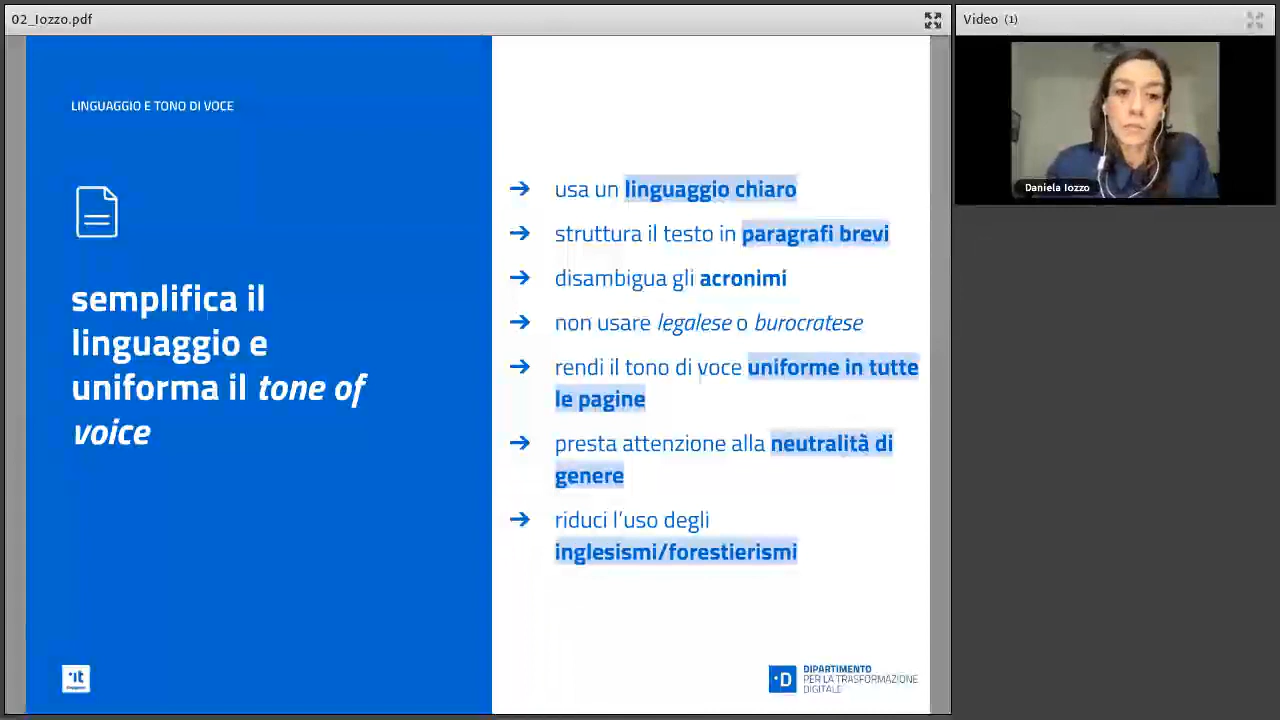 02_Iozzo.pdf
Video (1)
LINGUAGGIO E TONO DI VOCE
semplifica il
linguaggio e
uniforma il tone of
voice
usa un linguaggio chiaro
struttura il testo in paragrafi brevi
disambigua gli acronimi
non usare legalese o burocratese
rendi il tono di voce uniforme in tutte
le pagine
presta attenzione alla neutralità di
genere
riduci l'uso degli
inglesismi/forestierismi
Daniela Iozzo
·it
·D
DIPARTIMENTO
PER LA TRASFORMAZIONE
DIGITALE